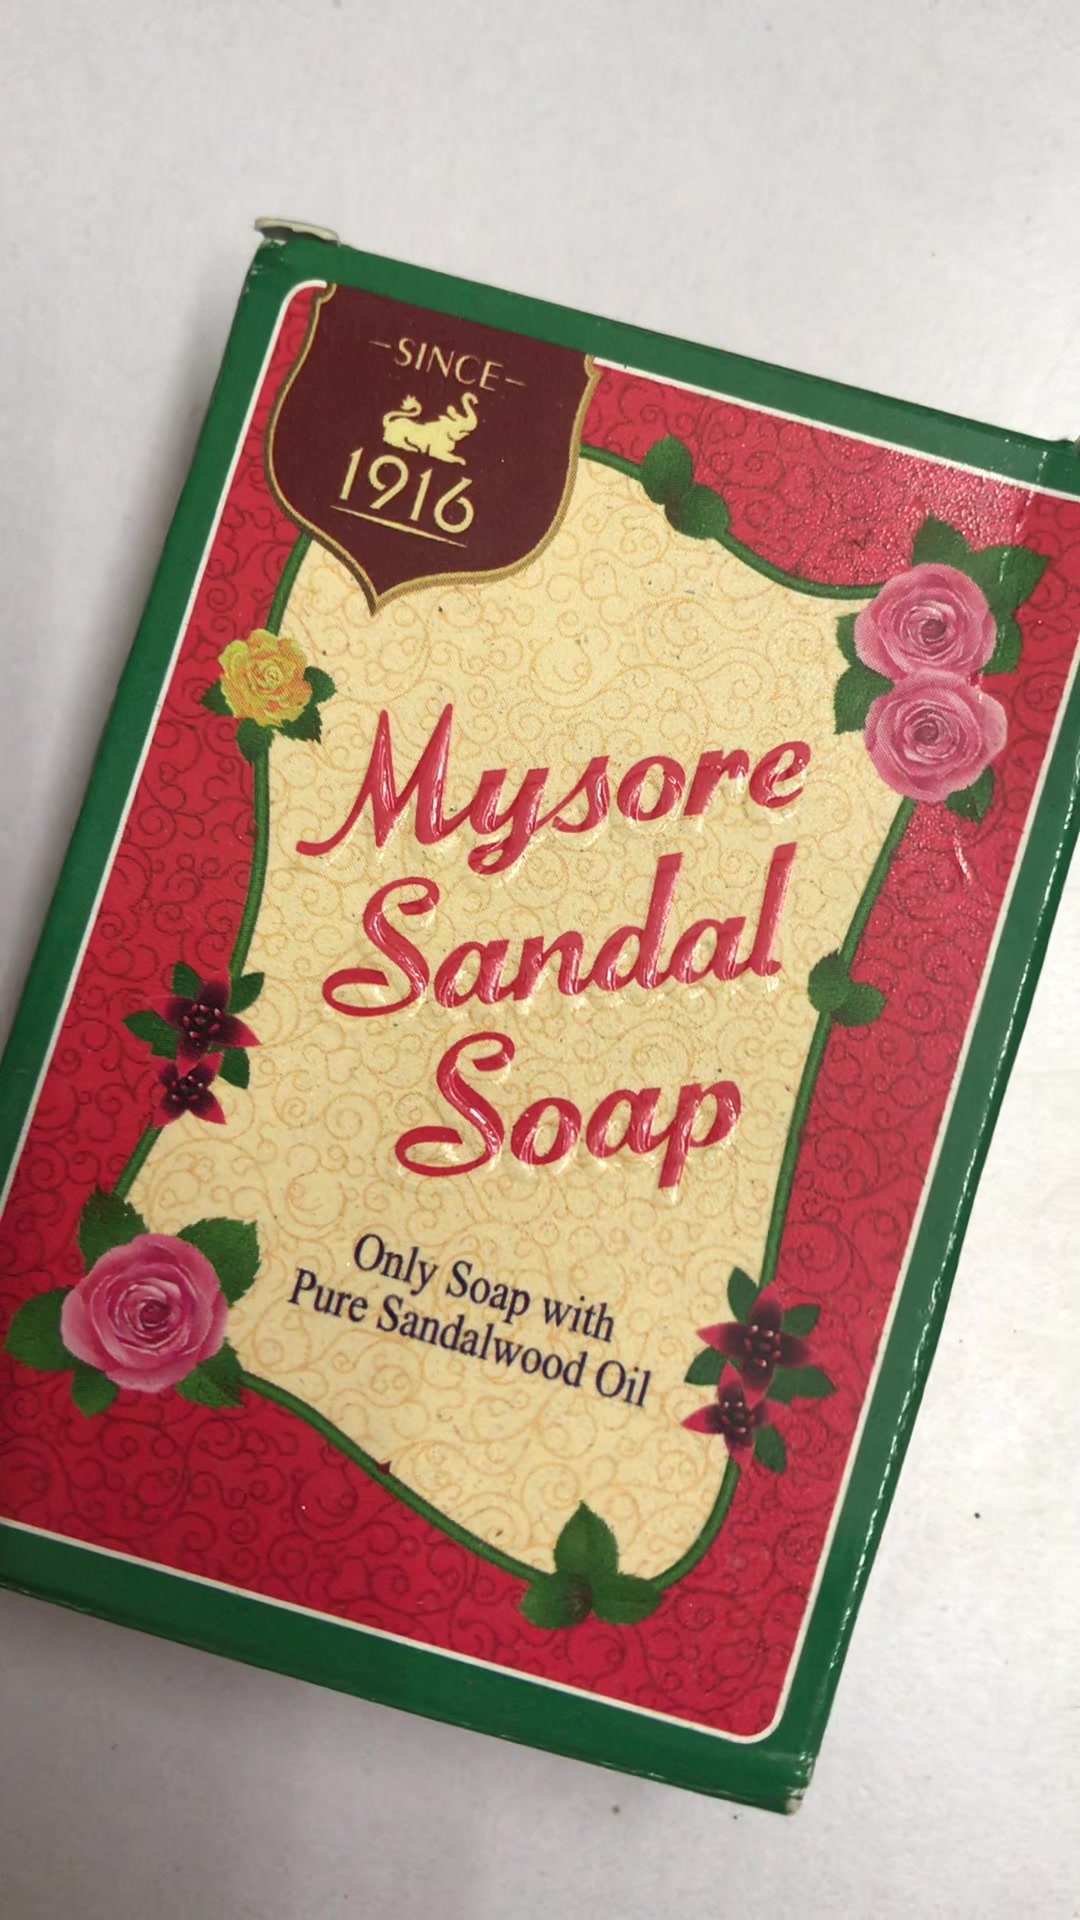 -SINCE-
1916
Mysore
Sandal
Soap
Only Soap with
Pure Sandalwood Oil